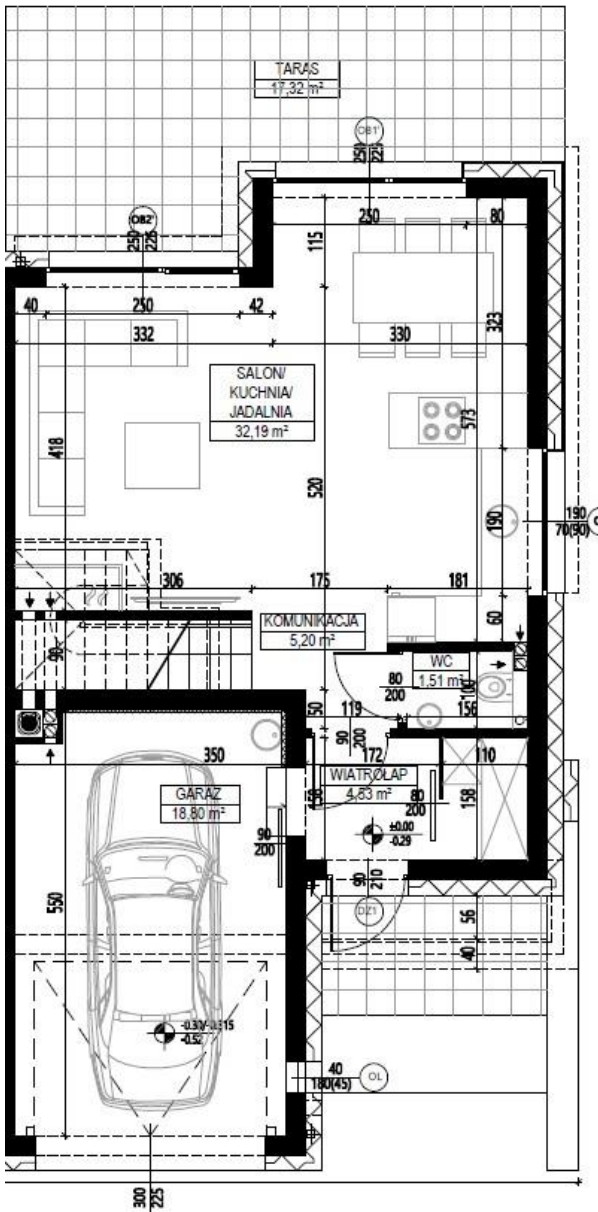 TARAS
17,32 m²
OB1'
250
225
OB2'
250
225
250
80
115
40
250
42
332
330
323
SALON/
KUCHNIA/
JADALNIA
32,19 m²
573
418
520
190
190
70(90)
306
175
181
60
KOMUNIKACJA
5,20 m²
90
WC
1,51 m²
100
80
200
50
119
156
90
200
350
172
110
GARAŻ
18,80 m²
WIATROŁAP
4,53 m²
158
80
200
158
±0.00
-0.29
90
200
90
210
DZ1
550
56
40
-0.52
40
180(45)
OL
300
225